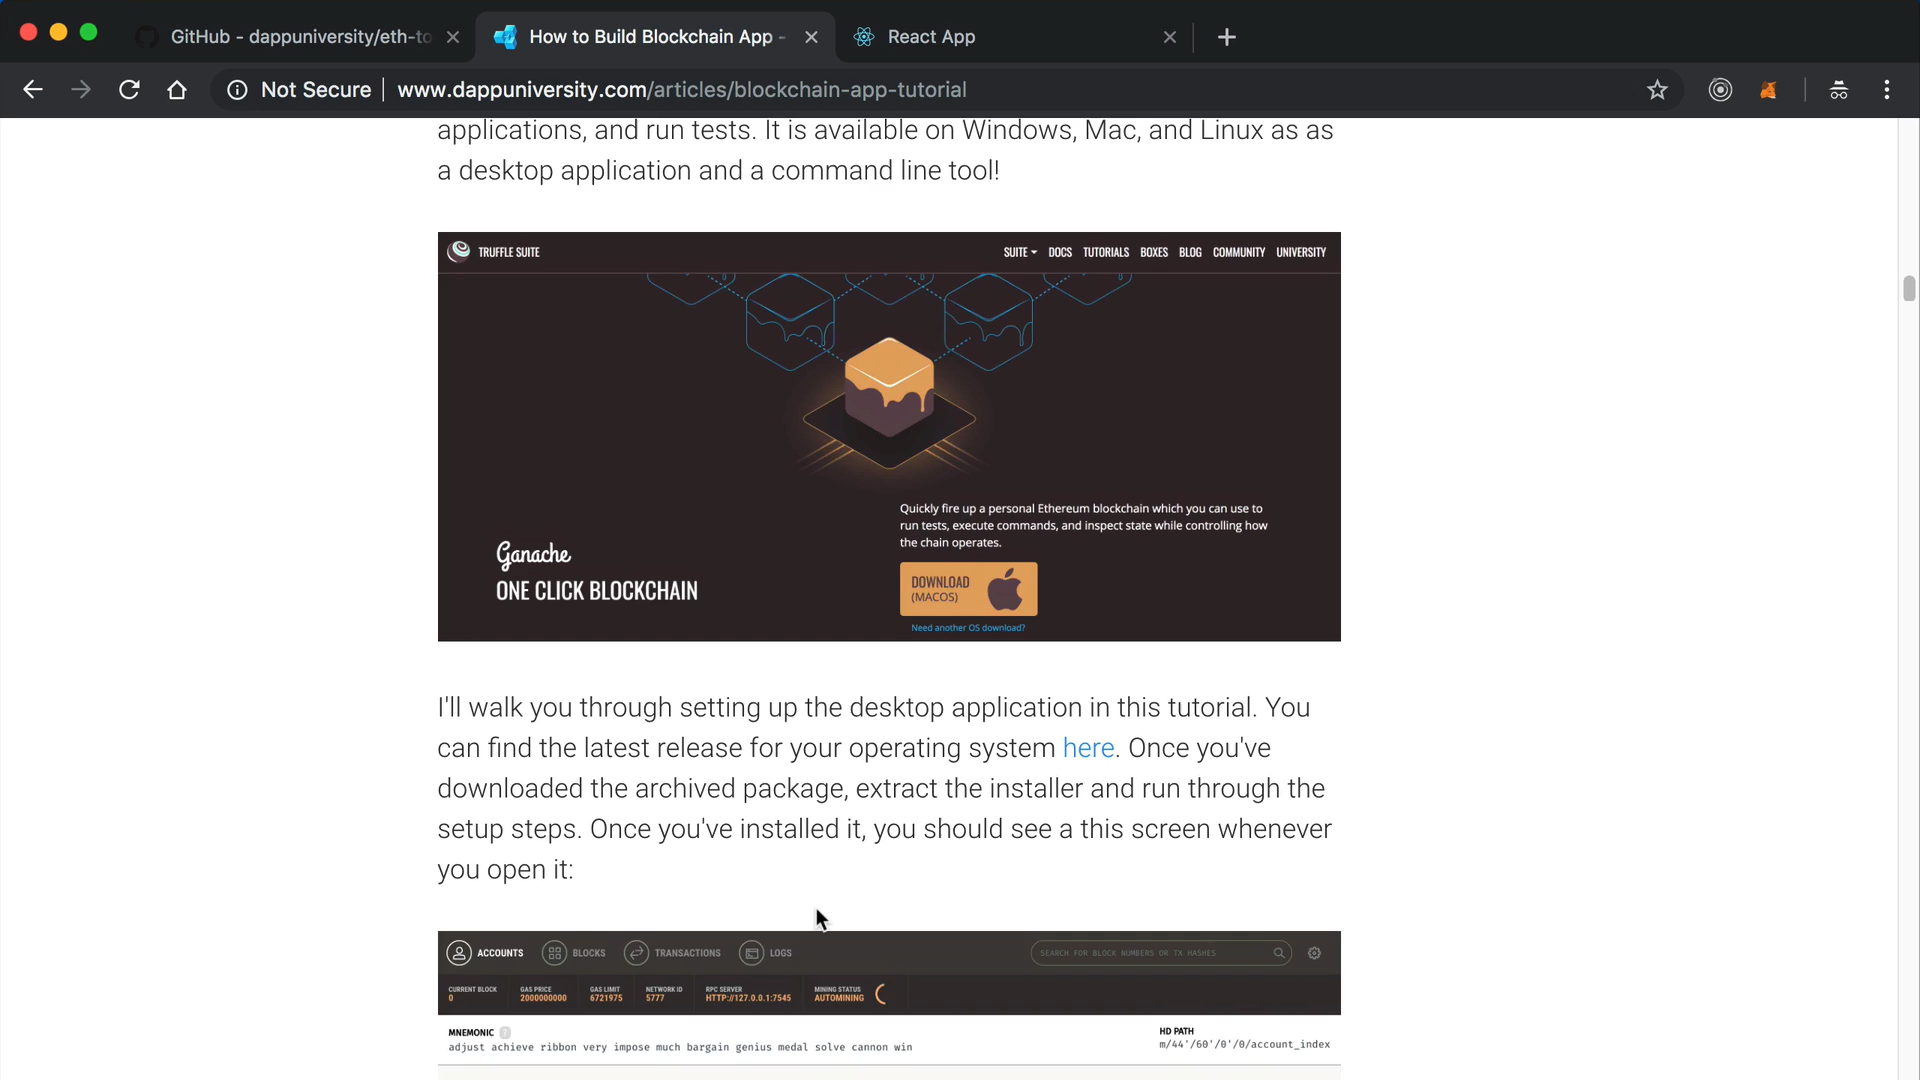 GitHub - dappuniversity/eth-to
How to Build Blockchain App -
React App
Not Secure
www.dappuniversity.com/articles/blockchain-app-tutorial
applications, and run tests. It is available on Windows, Mac, and Linux as as
a desktop application and a command line tool!
TRUFFLE SUITE
SUITE DOCS TUTORIALS BOXES BLOG COMMUNITY UNIVERSITY
Quickly fire up a personal Ethereum blockchain which you can use to
run tests, execute commands, and inspect state while controlling how
the chain operates.
Ganache
ONE CLICK BLOCKCHAIN
DOWNLOAD
(MACOS)
Need another OS download?
I'll walk you through setting up the desktop application in this tutorial. You
can find the latest release for your operating system here. Once you've
downloaded the archived package, extract the installer and run through the
setup steps. Once you've installed it, you should see a this screen whenever
you open it:
ACCOUNTS BLOCKS TRANSACTIONS LOGS
SEARCH FOR BLOCK NUMBERS OR TX HASHES
CURRENT BLOCK
0
GAS PRICE
2000000000
GAS LIMIT
6721975
NETWORK ID
5777
RPC SERVER
HTTP://127.0.0.1:7545
MINING STATUS
AUTOMINING
MNEMONIC ?
adjust achieve ribbon very impose much bargain genius medal solve cannon win
HD PATH
m/44'/60'/0'/0/account_index